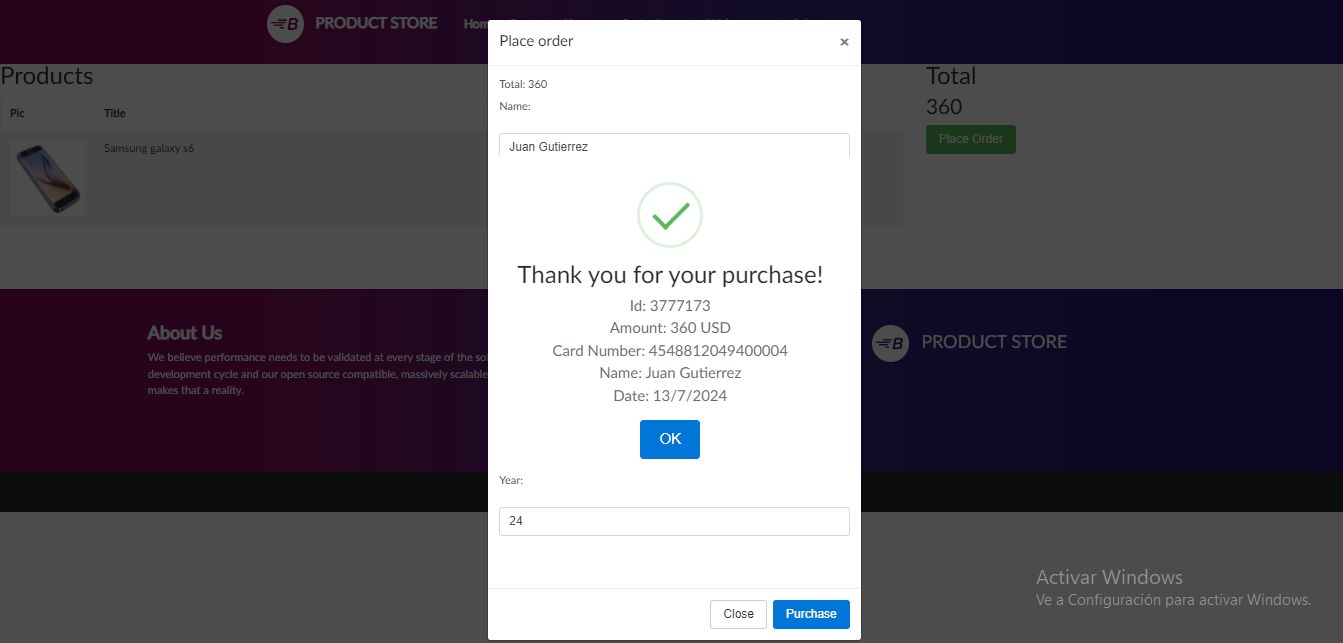 PRODUCT STORE
Place order
×
Products
Pic
Title
Samsung galaxy s6
Total
360
Place Order
Total: 360
Name:
Juan Gutierrez
Thank you for your purchase!
Id: 3777173
Amount: 360 USD
Card Number: 4548812049400004
Name: Juan Gutierrez
Date: 13/7/2024
OK
Year:
24
Close
Purchase
About Us
We believe performance needs to be validated at every stage of the
development cycle and our open source compatible, massively scalable
makes that a reality.
B PRODUCT STORE
Activar Windows
Ve a Configuración para activar Windows.